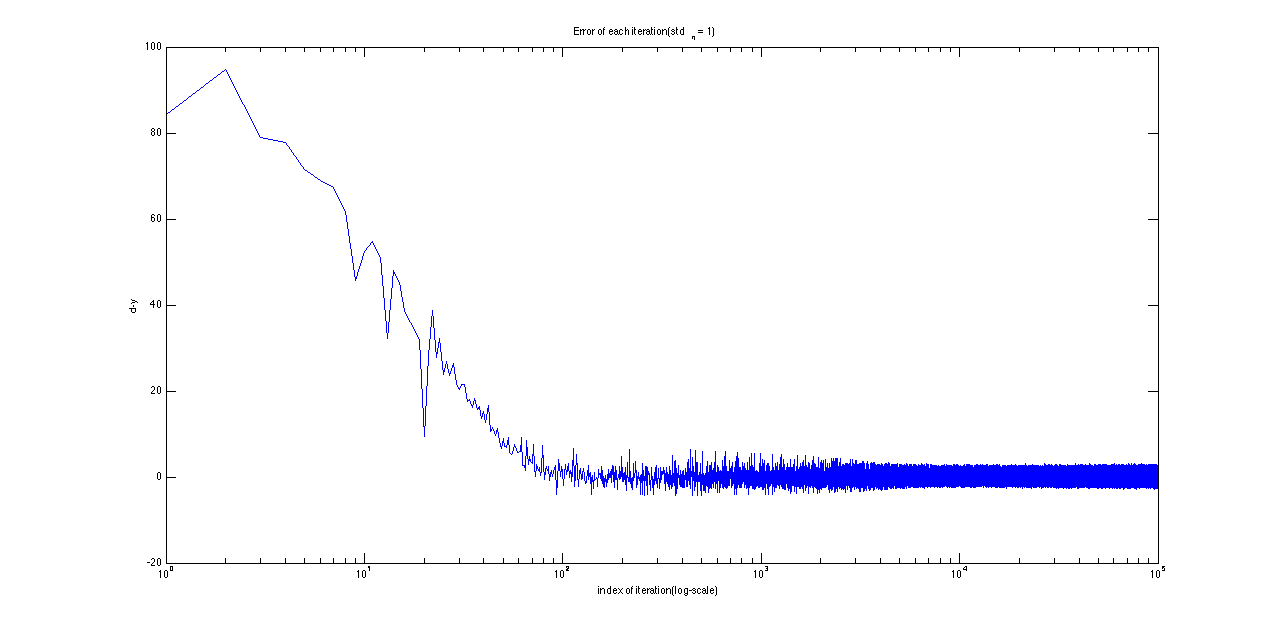 Error of each iteration(std η = 1)
100
80
60
40
20
0
-20
d-y
10^0 10^1 10^2 10^3 10^4 10^5
index of iteration(log-scale)